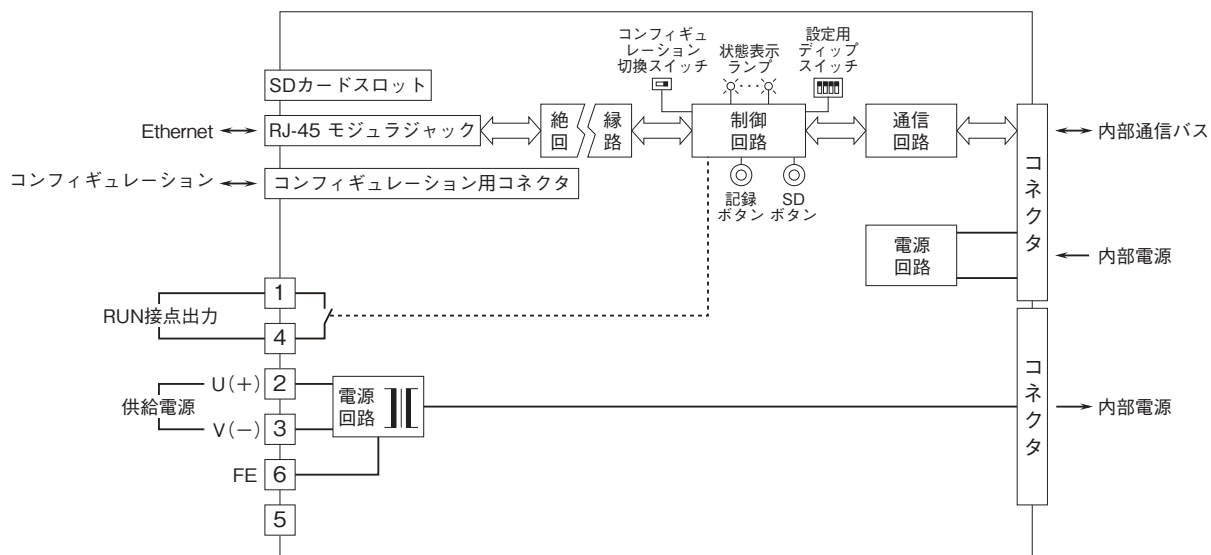 コンフィギュ
レーション
切換スイッチ
状態表示
ランプ
設定用
ディップ
スイッチ
SDカードスロット
Ethernet
RJ-45 モジュラジャック
絶
回
縁
路
制御
回路
通信
回路
コネクタ
内部通信バス
コンフィギュレーション
コンフィギュレーション用コネクタ
記録
ボタン
SD
ボタン
電源
回路
内部電源
1
RUN接点出力
4
U(+)
2
供給電源
電源
回路
コネクタ
内部電源
V(−)
3
FE
6
5